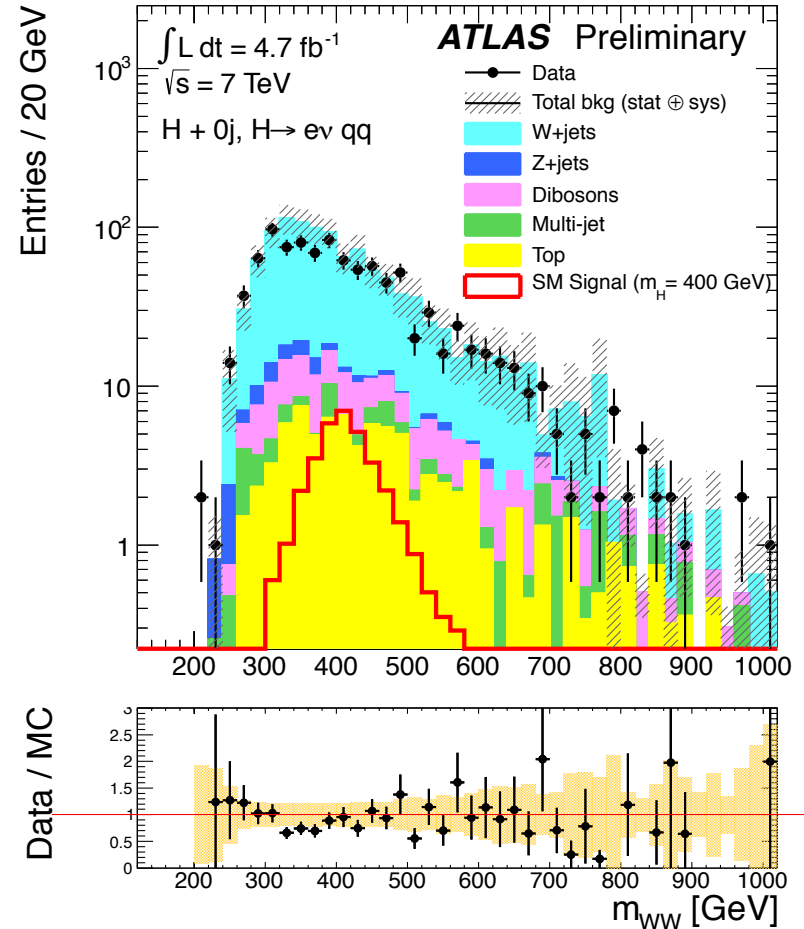 ∫L dt = 4.7 fb⁻¹
√s = 7 TeV
H + 0j, H→ eν qq
ATLAS Preliminary
Data
Total bkg (stat ⊕ sys)
W+jets
Z+jets
Dibosons
Multi-jet
Top
SM Signal (m_H = 400 GeV)
Entries / 20 GeV
10³
10²
10
1
200 300 400 500 600 700 800 900 1000
Data / MC
3
2.5
2
1.5
1
0.5
0
200 300 400 500 600 700 800 900 1000
m_WW [GeV]